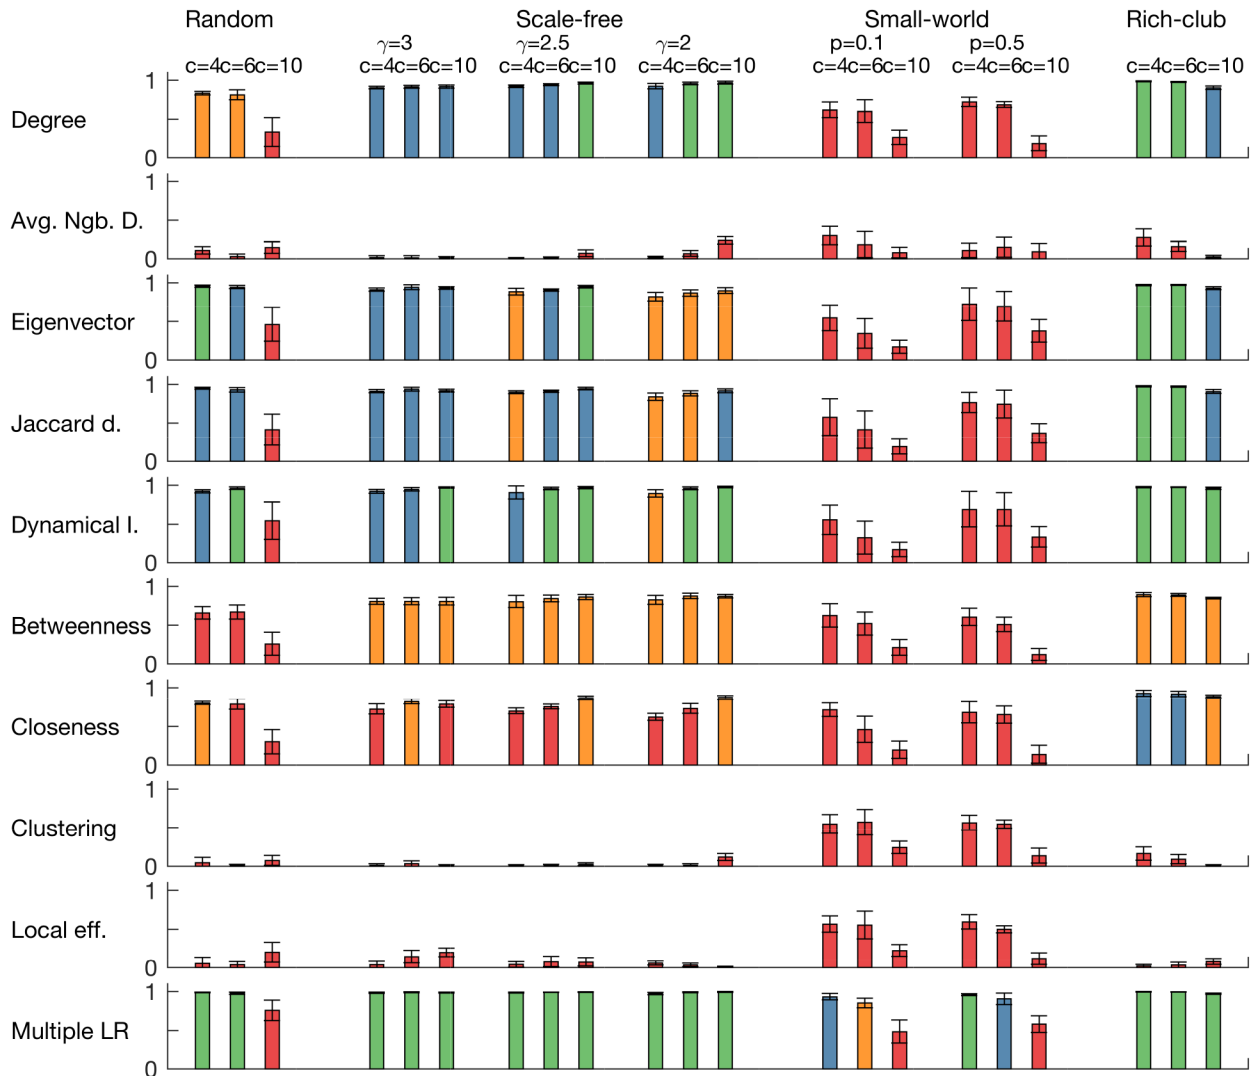 Random Scale-free Small-world Rich-club
γ=3 γ=2.5 γ=2 p=0.1 p=0.5
c=4c=6c=10 c=4c=6c=10 c=4c=6c=10 c=4c=6c=10 c=4c=6c=10 c=4c=6c=10 c=4c=6c=10
1
Degree
0
1
Avg. Ngb. D.
0
1
Eigenvector
0
1
Jaccard d.
0
1
Dynamical I.
0
1
Betweenness
0
1
Closeness
0
1
Clustering
0
1
Local eff.
0
1
Multiple LR